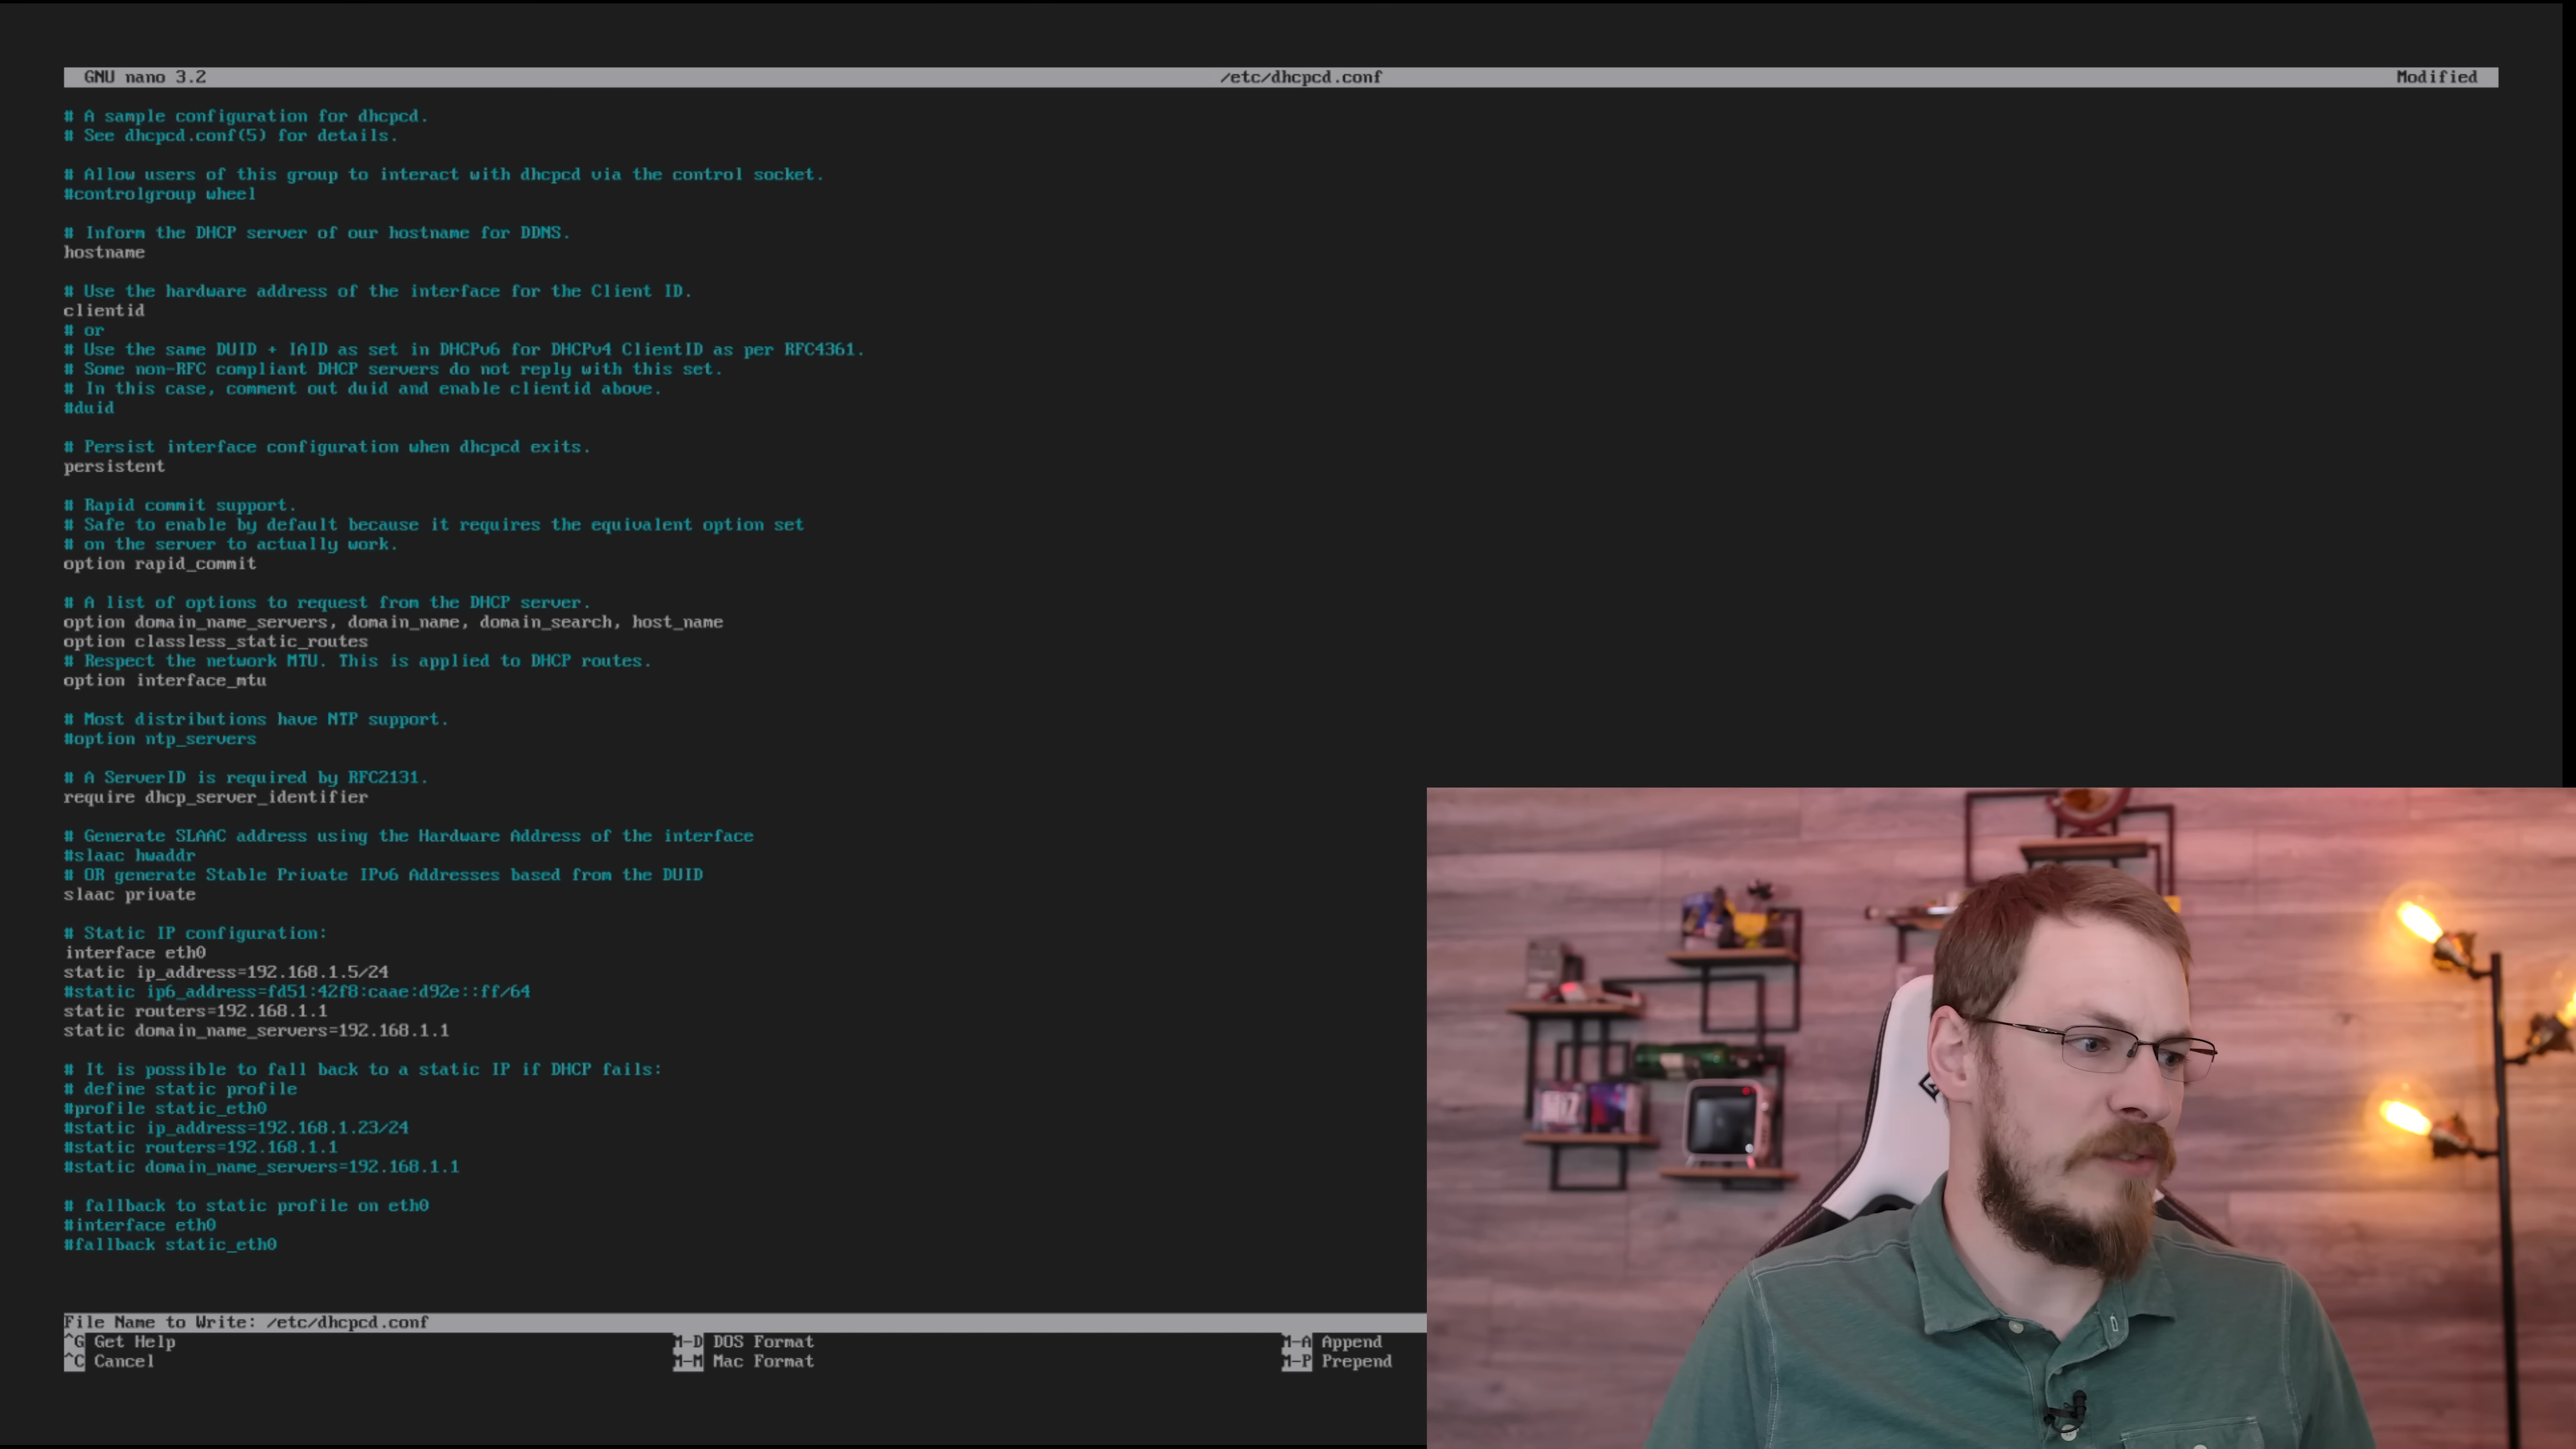 GNU nano 3.2 /etc/dhcpcd.conf Modified
# A sample configuration for dhcpcd.
# See dhcpcd.conf(5) for details.
# Allow users of this group to interact with dhcpcd via the control socket.
#controlgroup wheel
# Inform the DHCP server of our hostname for DDNS.
hostname
# Use the hardware address of the interface for the Client ID.
clientid
# or
# Use the same DUID + IAID as set in DHCPv6 for DHCPv4 ClientID as per RFC4361.
# Some non-RFC compliant DHCP servers do not reply with this set.
# In this case, comment out duid and enable clientid above.
#duid
# Persist interface configuration when dhcpcd exits.
persistent
# Rapid commit support.
# Safe to enable by default because it requires the equivalent option set
# on the server to actually work.
option rapid_commit
# A list of options to request from the DHCP server.
option domain_name_servers, domain_name, domain_search, host_name
option classless_static_routes
# Respect the network MTU. This is applied to DHCP routes.
option interface_mtu
# Most distributions have NTP support.
#option ntp_servers
# A ServerID is required by RFC2131.
require dhcp_server_identifier
# Generate SLAAC address using the Hardware Address of the interface
#slaac hwaddr
# OR generate Stable Private IPv6 Addresses based from the DUID
slaac private
# Static IP configuration:
interface eth0
static ip_address=192.168.1.5/24
#static ip6_address=fd51:42f8:caae:d92e::ff/64
static routers=192.168.1.1
static domain_name_servers=192.168.1.1
# It is possible to fall back to a static IP if DHCP fails:
# define static profile
#profile static_eth0
#static ip_address=192.168.1.23/24
#static routers=192.168.1.1
#static domain_name_servers=192.168.1.1
# fallback to static profile on eth0
#interface eth0
#fallback static_eth0
File Name to Write: /etc/dhcpcd.conf
^G Get Help M-D DOS Format M-A Append
^C Cancel M-M Mac Format M-P Prepend